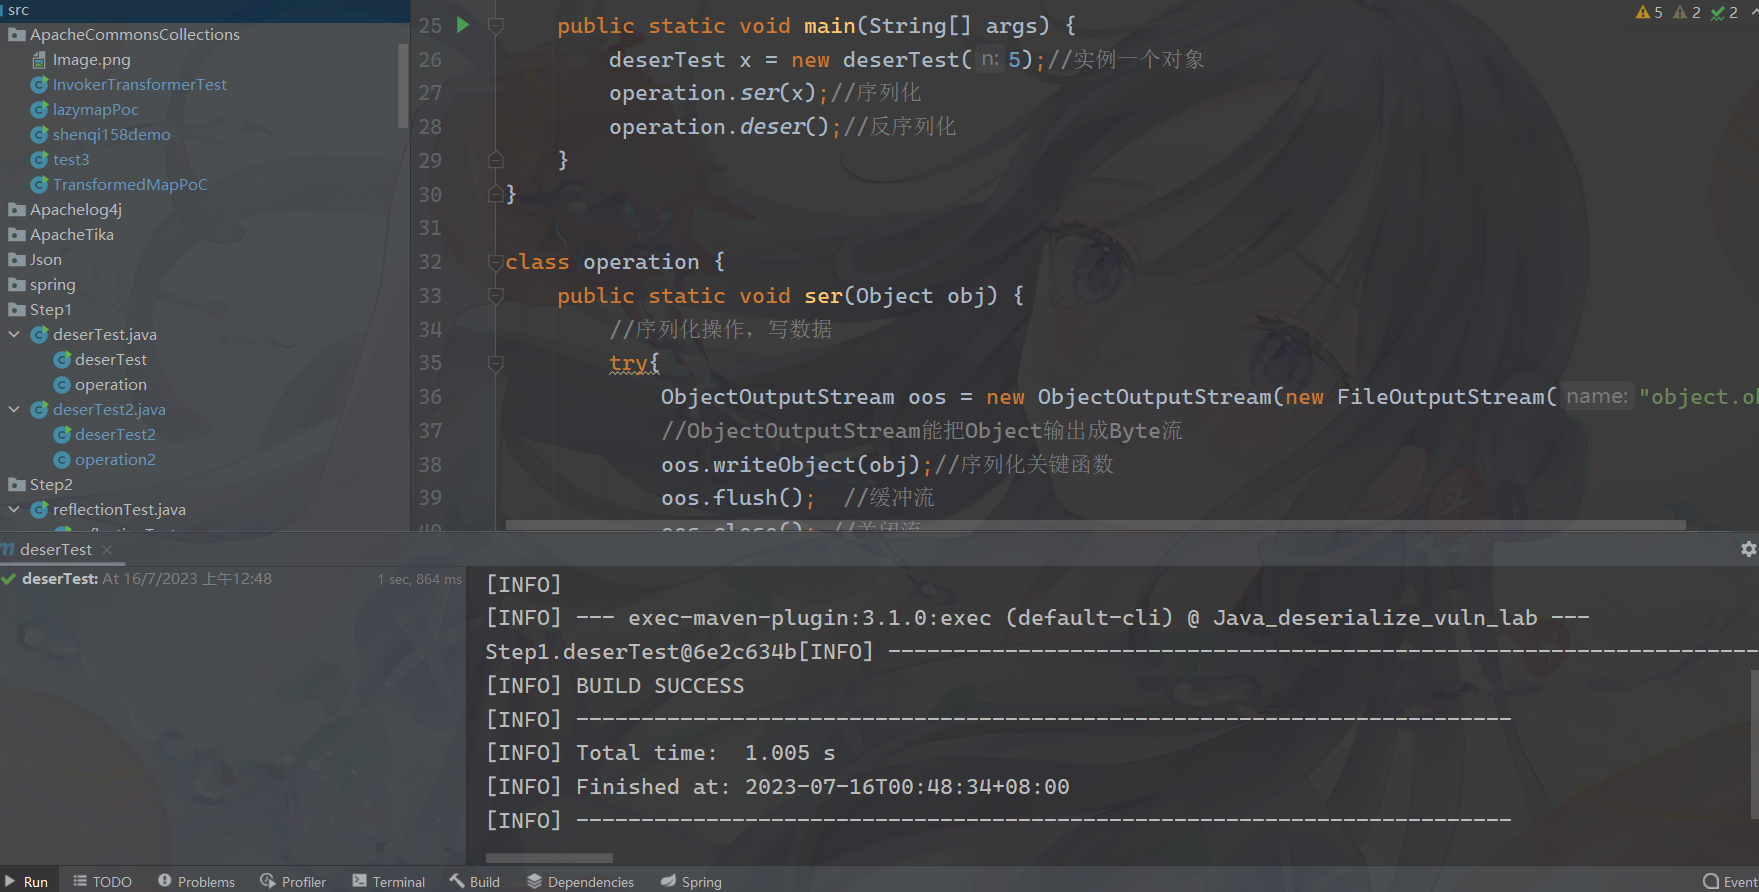 src
ApacheCommonsCollections
Image.png
InvokerTransformerTest
lazymapPoc
shenqi158demo
test3
TransformedMapPoC
Apachelog4j
ApacheTika
Json
spring
Step1
deserTest.java
deserTest
operation
deserTest2.java
deserTest2
operation2
Step2
reflectionTest.java
5 2 2
25 public static void main(String[] args) {
26 deserTest x = new deserTest( n: 5);//实例一个对象
27 operation.ser(x);//序列化
28 operation.deser();//反序列化
29 }
30 }
31
32 class operation {
33 public static void ser(Object obj) {
34 //序列化操作，写数据
35 try{
36 ObjectOutputStream oos = new ObjectOutputStream(new FileOutputStream( name: "object.ob
37 //ObjectOutputStream能把Object输出成Byte流
38 oos.writeObject(obj);//序列化关键函数
39 oos.flush(); //缓冲流
40 oos.close(); //关闭流
deserTest
deserTest: At 16/7/2023 上午12:48 1 sec, 864 ms
[INFO]
[INFO] --- exec-maven-plugin:3.1.0:exec (default-cli) @ Java_deserialize_vuln_lab ---
Step1.deserTest@6e2c634b[INFO] ------------------------------------------------------------------------
[INFO] BUILD SUCCESS
[INFO] ------------------------------------------------------------------------
[INFO] Total time:  1.005 s
[INFO] Finished at: 2023-07-16T00:48:34+08:00
[INFO] ------------------------------------------------------------------------
Run TODO Problems Profiler Terminal Build Dependencies Spring Event